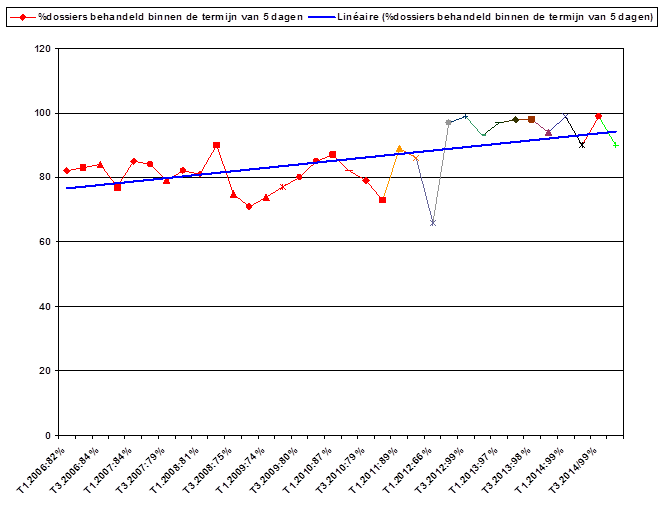 %dossiers behandeld binnen de termijn van 5 dagen
Linéaire (%dossiers behandeld binnen de termijn van 5 dagen)
120
100
80
60
40
20
0
T1.2006:82%
T3.2006:84%
T1.2007:84%
T3.2007:79%
T1.2008:81%
T3.2008:75%
T1.2009:74%
T3.2009:80%
T1.2010:87%
T3.2010:79%
T1.2011:89%
T1.2012:66%
T3.2012:99%
T1.2013:97%
T3.2013:98%
T1.2014:99%
T3.2014/99%